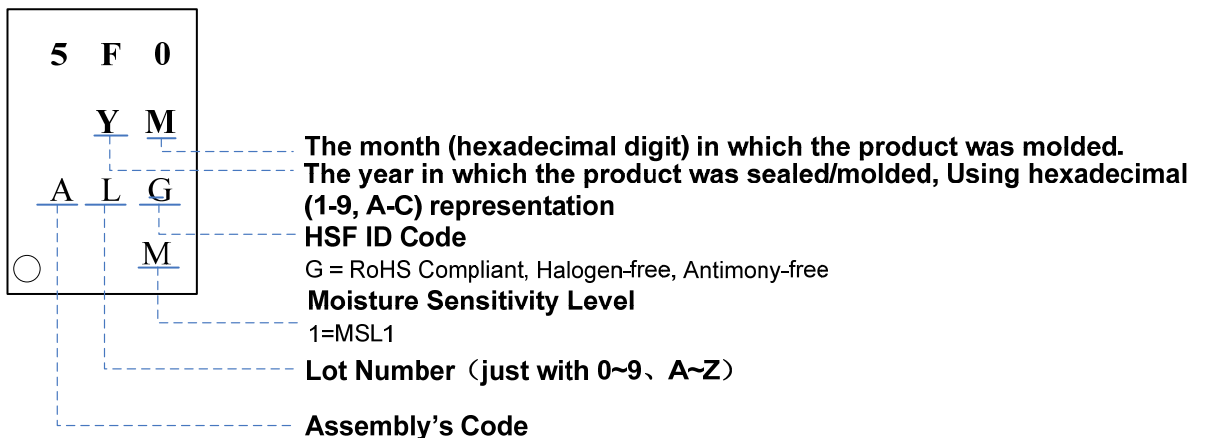 5 F 0
Y M
A L G
M
The month (hexadecimal digit) in which the product was molded.
The year in which the product was sealed/molded, Using hexadecimal
(1-9, A-C) representation
HSF ID Code
G = RoHS Compliant, Halogen-free, Antimony-free
Moisture Sensitivity Level
1=MSL1
Lot Number（just with 0~9、A~Z）
Assembly's Code